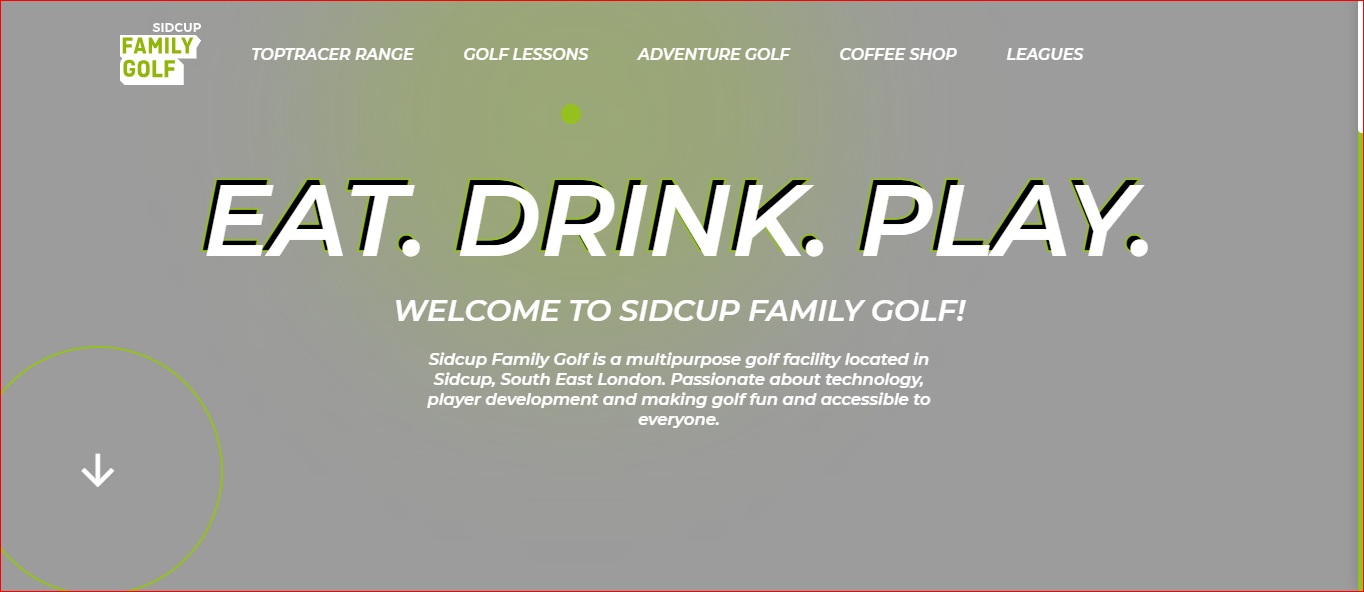 SIDCUP
FAMILY
GOLF
TOPTRACER RANGE
GOLF LESSONS
ADVENTURE GOLF
COFFEE SHOP
LEAGUES
EAT. DRINK. PLAY.
WELCOME TO SIDCUP FAMILY GOLF!
Sidcup Family Golf is a multipurpose golf facility located in
Sidcup, South East London. Passionate about technology,
player development and making golf fun and accessible to
everyone.